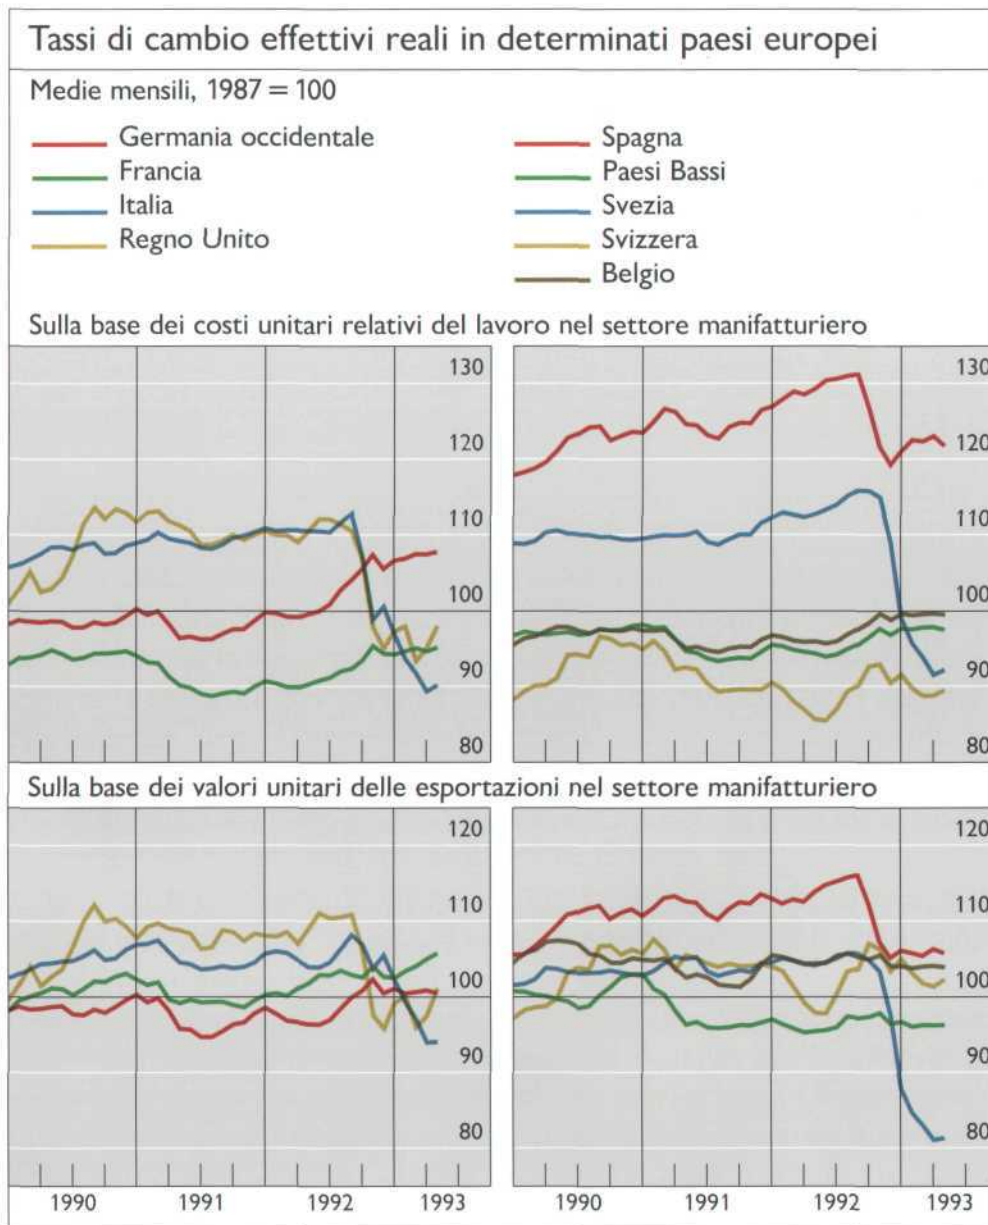 Tassi di cambio effettivi reali in determinati paesi europei
Medie mensili, 1987 = 100
Germania occidentale
Francia
Italia
Regno Unito
Spagna
Paesi Bassi
Svezia
Svizzera
Belgio
Sulla base dei costi unitari relativi del lavoro nel settore manifatturiero
130
120
110
100
90
80
130
120
110
100
90
80
Sulla base dei valori unitari delle esportazioni nel settore manifatturiero
120
110
100
90
80
120
110
100
90
80
1990 1991 1992 1993
1990 1991 1992 1993